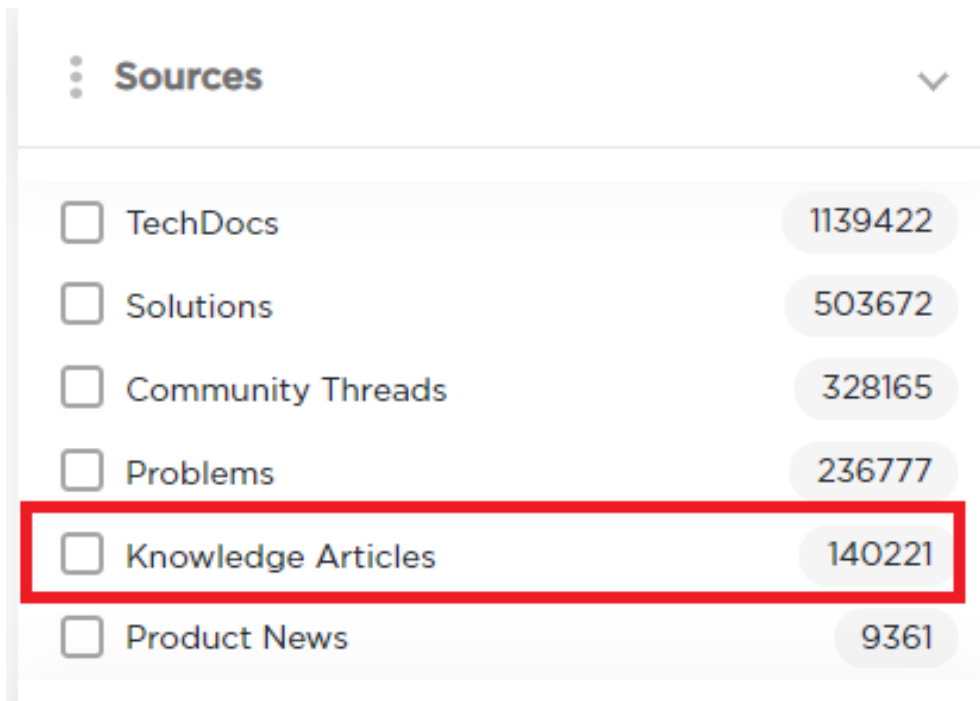 Sources
TechDocs 1139422
Solutions 503672
Community Threads 328165
Problems 236777
Knowledge Articles 140221
Product News 9361